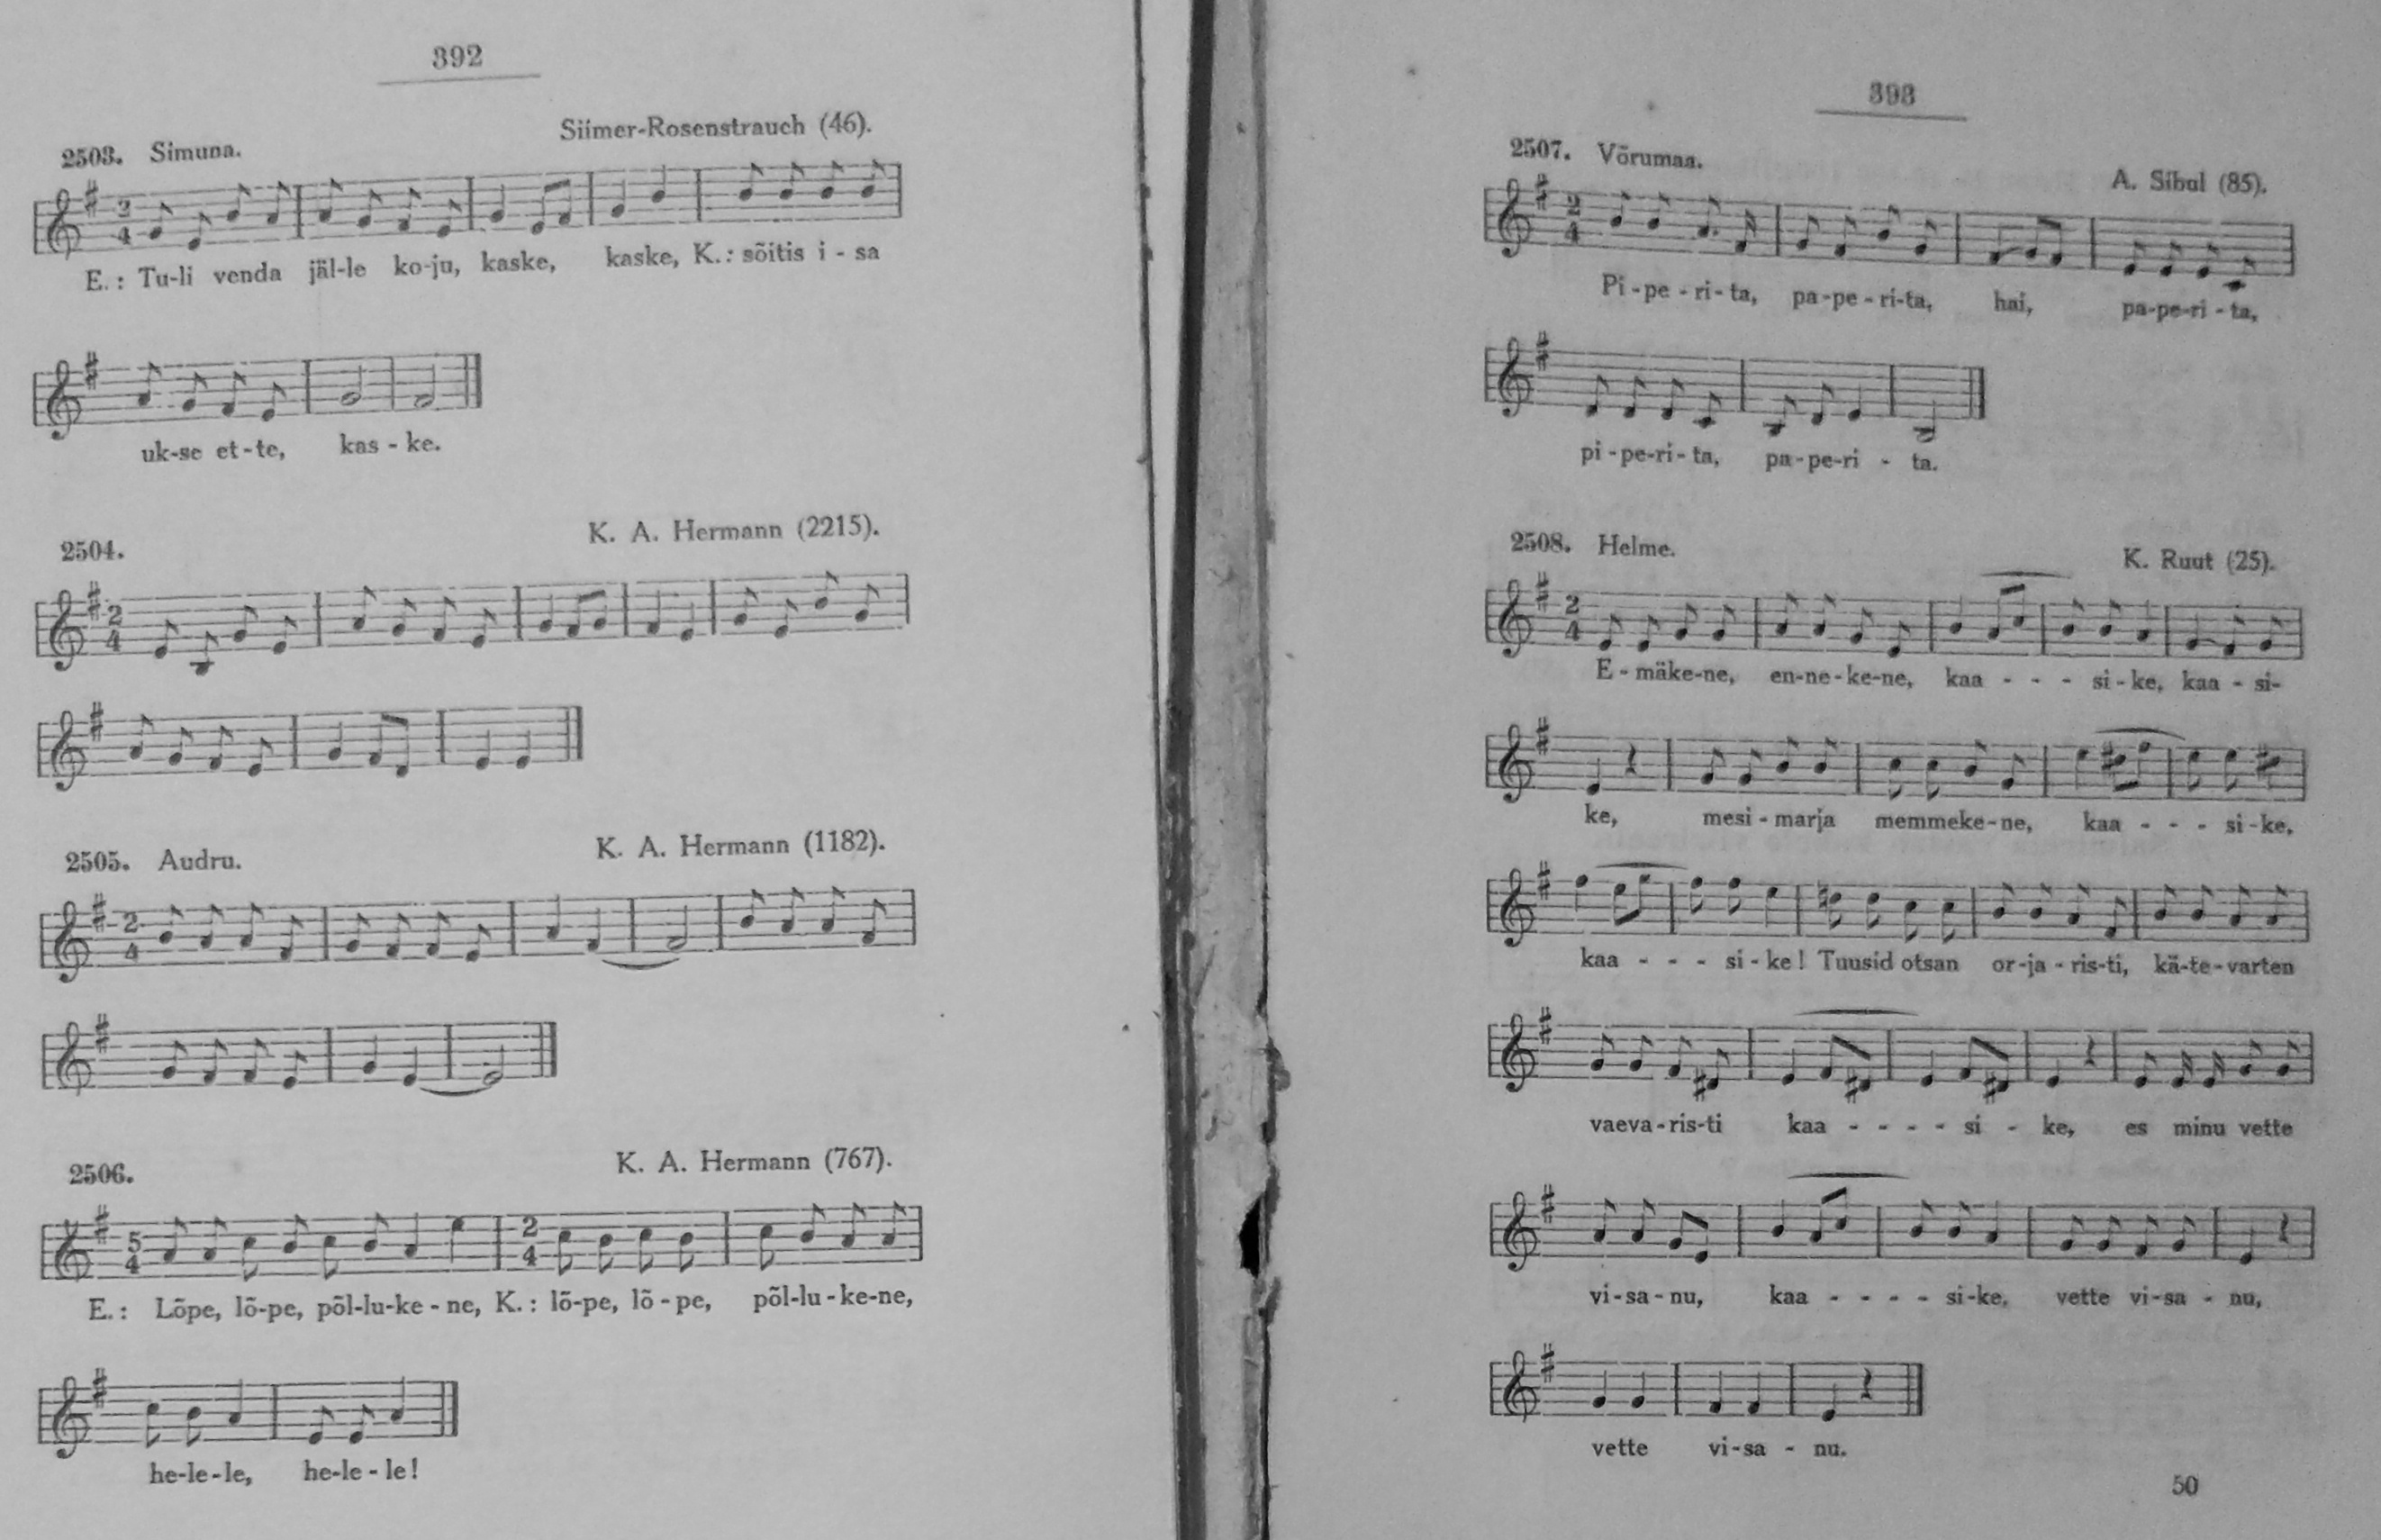 392
Siimer-Rosenstrauch (46).
2503. Simuna.
2
4
E.: Tu-li venda jäl-le ko-ju, kaske, kaske, K.: sõitis i - sa
uk-se et-te, kas - ke.
K. A. Hermann (2215).
2504.
2
4
K. A. Hermann (1182).
2505. Audru.
2
4
K. A. Hermann (767).
2506.
5 2
4 4
E.: Lõpe, lõ-pe, põl-lu-ke - ne, K.: lõ-pe, lõ - pe, põl-lu - ke-ne,
he-le-le, he-le - le!
393
2507. Võrumaa.
A. Sibul (85).
2
4
Pi - pe - ri - ta, pa-pe - ri-ta, hai, pa-pe-ri - ta,
pi - pe-ri - ta, pa-pe-ri - ta.
2508. Helme.
K. Ruut (25).
2
4
E - mäke-ne, en-ne-ke-ne, kaa - - - si - ke, kaa - si-
ke, mesi - marja memmeke-ne, kaa - - - si - ke,
kaa - - - si - ke! Tuusid otsan or-ja - ris-ti, kä-te-varten
vaeva - ris-ti kaa - - - - si - ke, es minu vette
vi - sa - nu, kaa - - - - si-ke, vette vi-sa - nu,
vette vi-sa - nu.
50